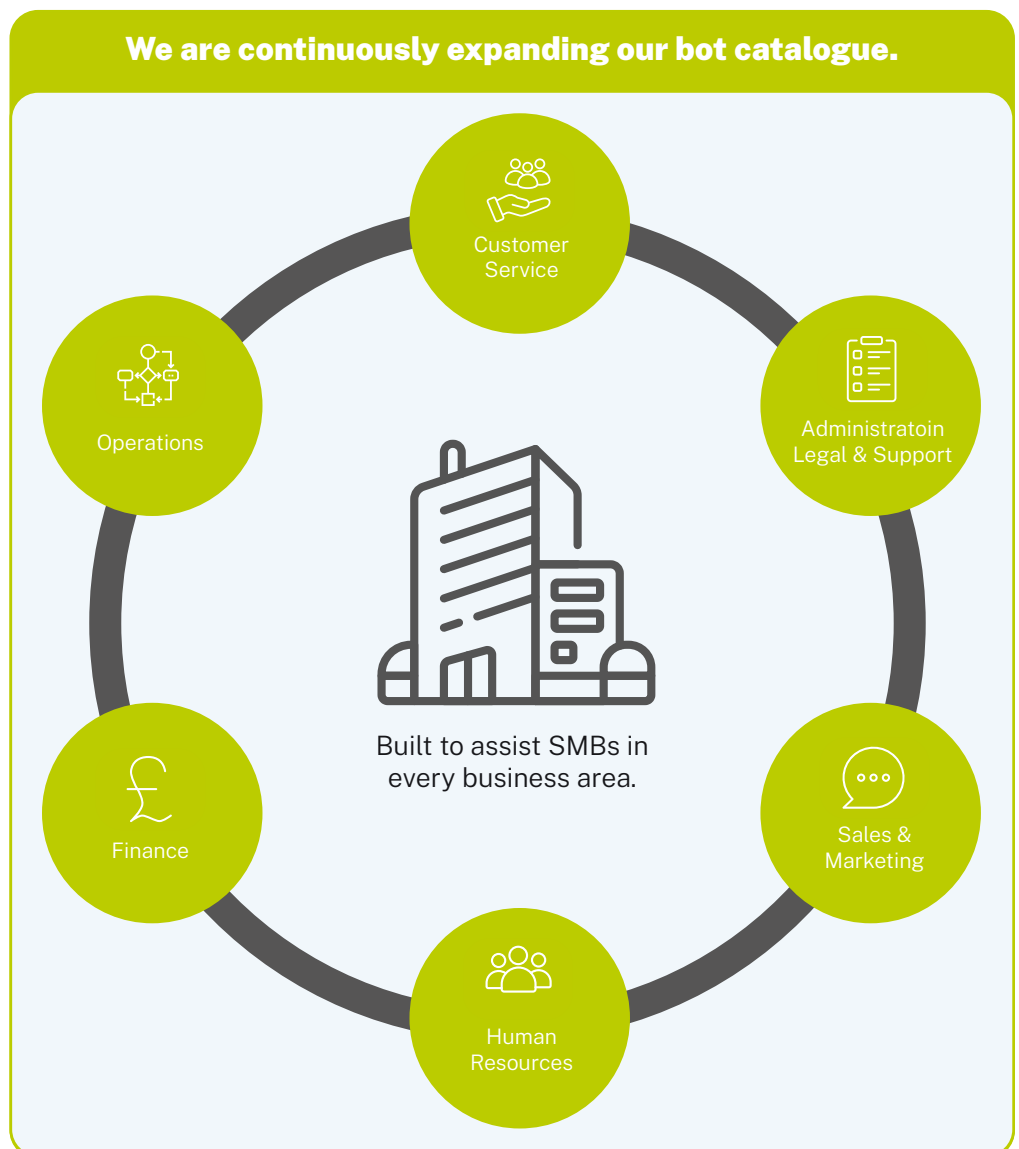 We are continuously expanding our bot catalogue.
Customer
Service
Administratoin
Legal & Support
Sales &
Marketing
Human
Resources
Finance
Operations
Built to assist SMBs in
every business area.